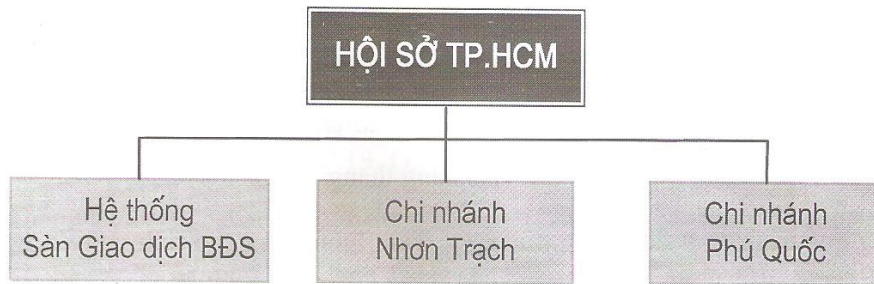 HỘI SỞ TP.HCM
Hệ thống
Sàn Giao dịch BĐS
Chi nhánh
Nhơn Trạch
Chi nhánh
Phú Quốc